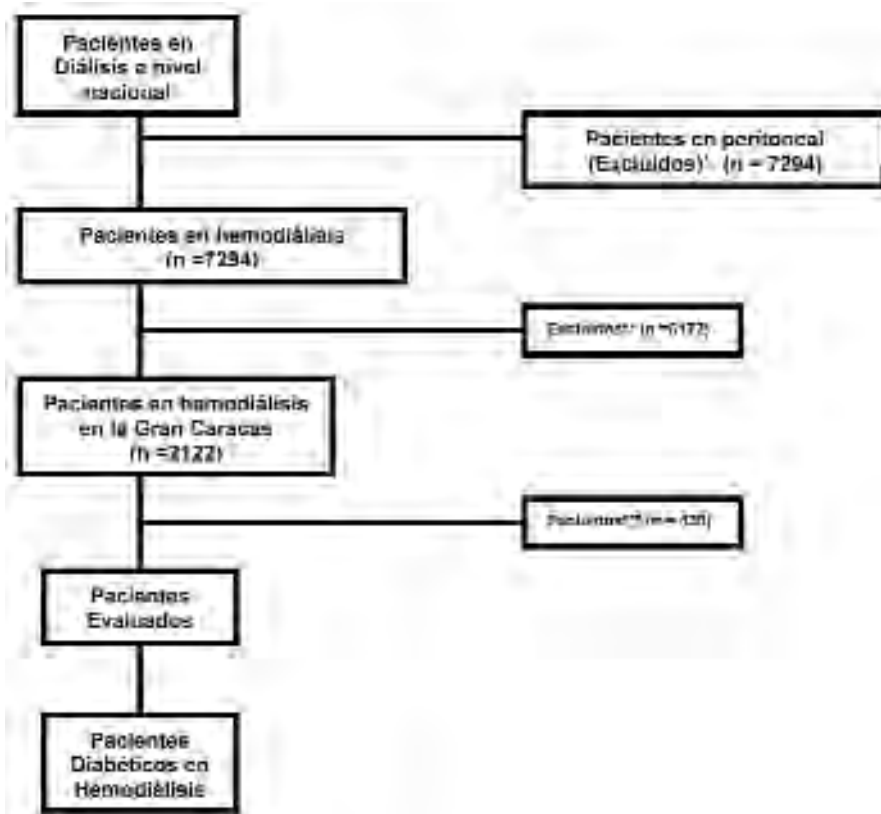 Pacientes en
Diálisis a nivel
nacional
Pacientes en peritoneal
(Excluidos)* (n = 7294)
Pacientes en hemodiálisis
(n =7294)
(n =5172)
Pacientes en hemodiálisis
en la Gran Caracas
(n =2122)
Pacientes
Evaluados
Pacientes
Diabéticos en
Hemodiálisis